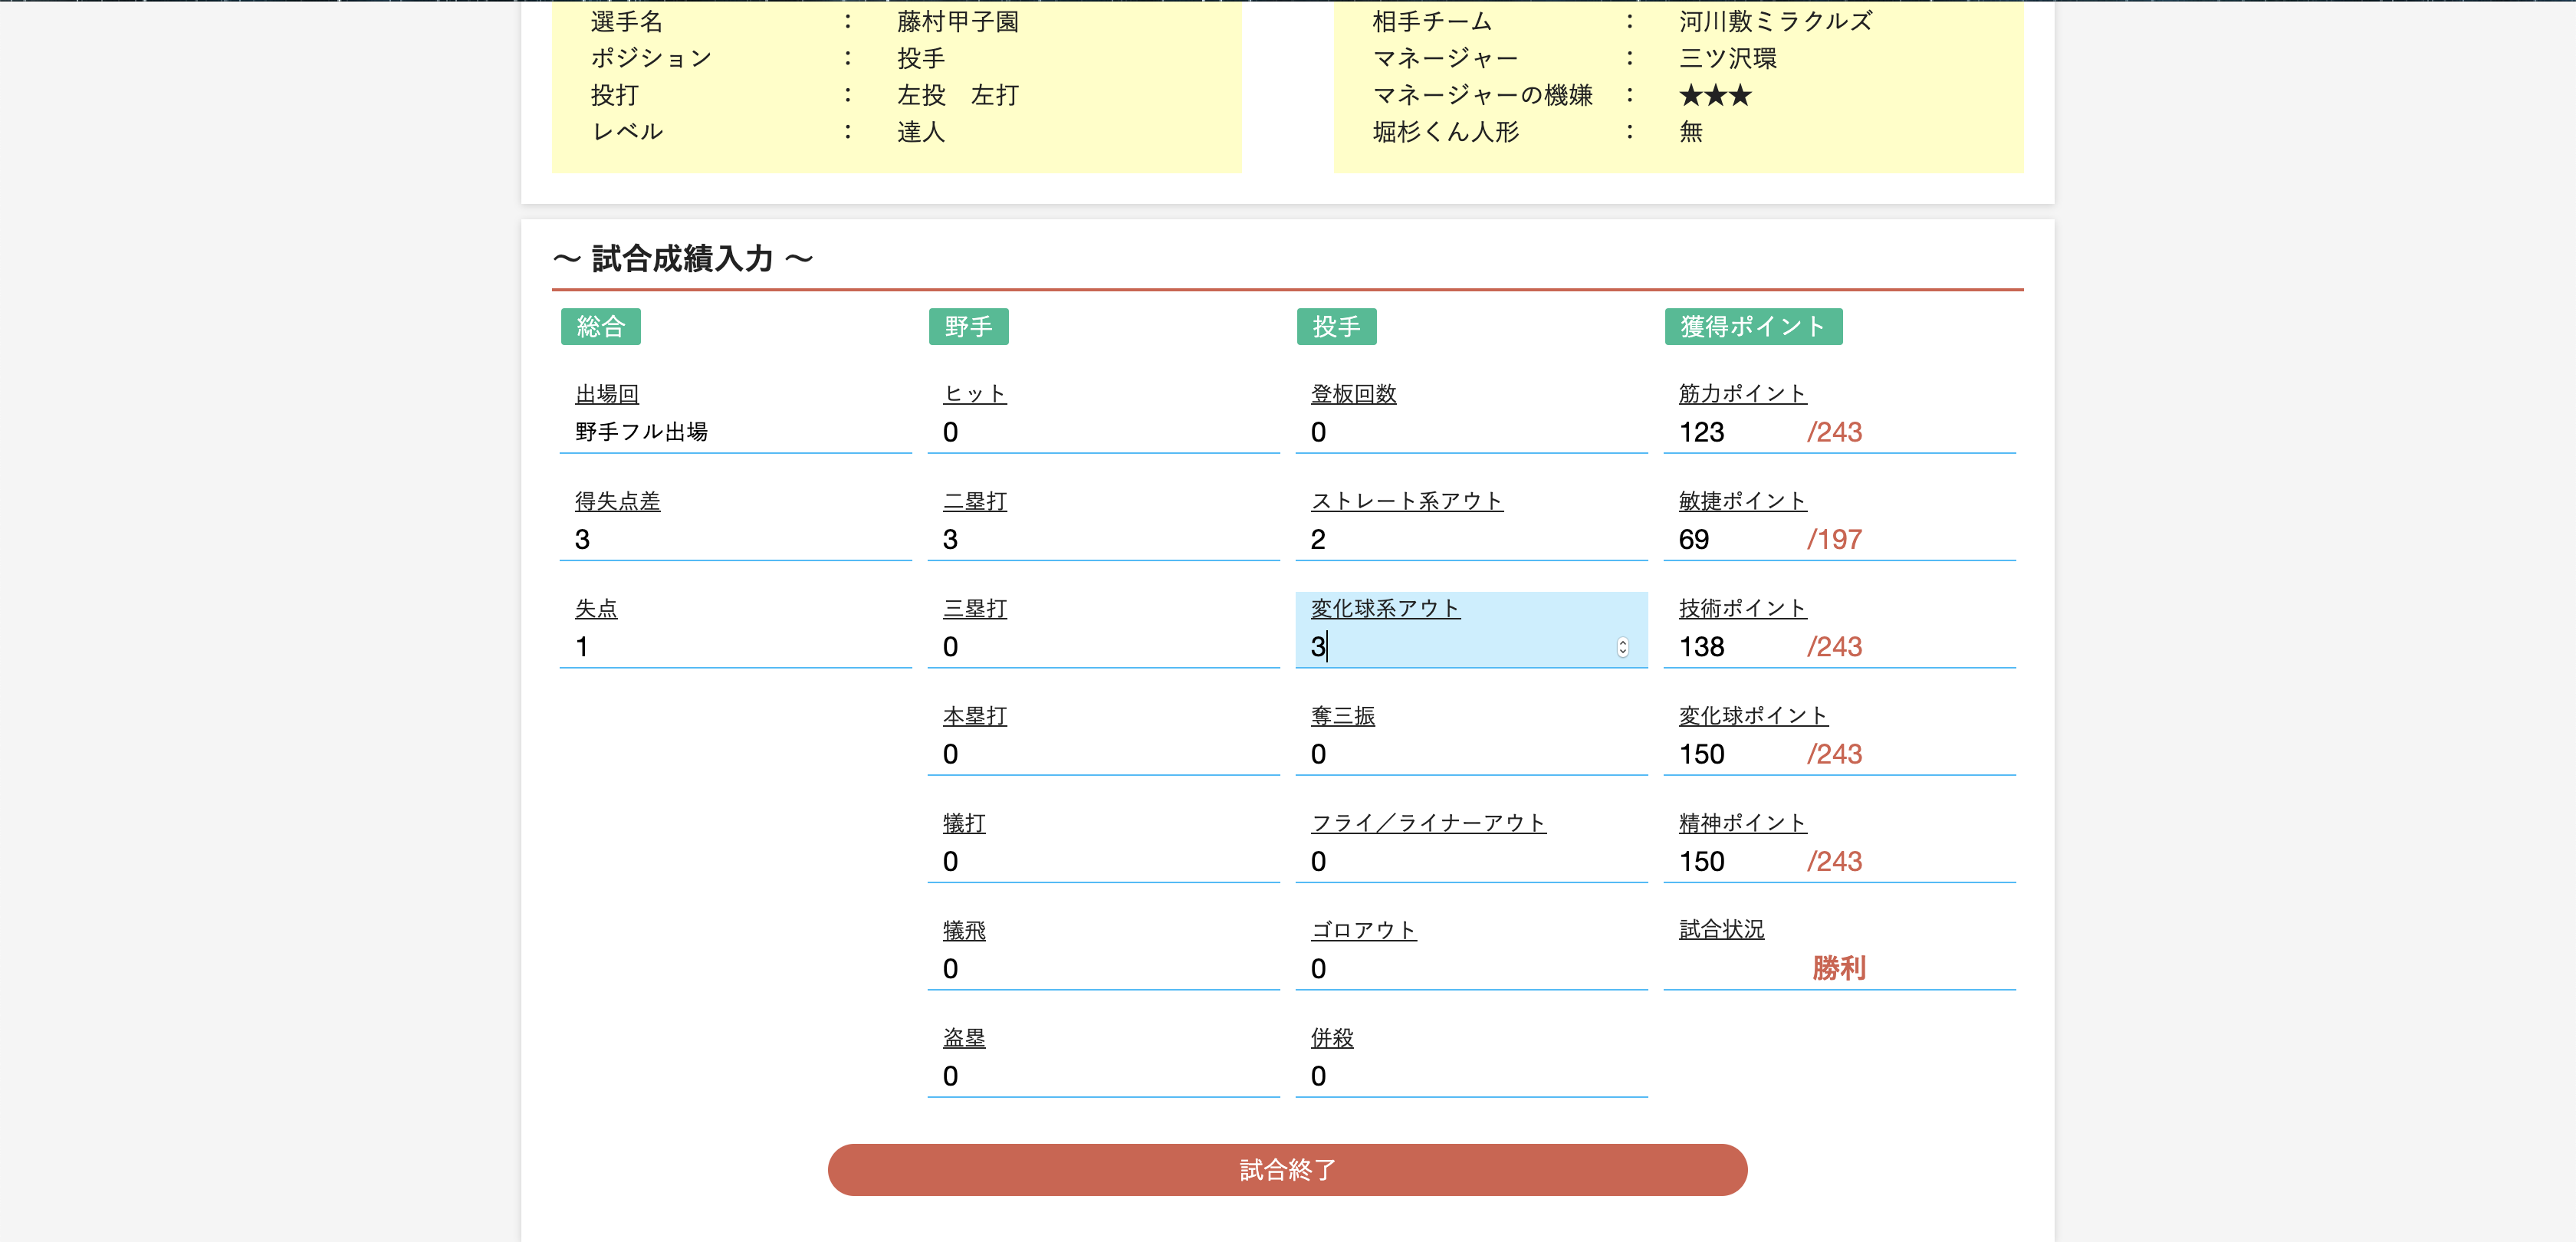 選手名 ： 藤村甲子園
ポジション ： 投手
投打 ： 左投　左打
レベル ： 達人
相手チーム ： 河川敷ミラクルズ
マネージャー ： 三ツ沢環
マネージャーの機嫌 ： ★★★
堀杉くん人形 ： 無
〜 試合成績入力 〜
総合
出場回
野手フル出場
得失点差
3
失点
1
野手
ヒット
0
二塁打
3
三塁打
0
本塁打
0
犠打
0
犠飛
0
盗塁
0
投手
登板回数
0
ストレート系アウト
2
変化球系アウト
3
奪三振
0
フライ／ライナーアウト
0
ゴロアウト
0
併殺
0
獲得ポイント
筋力ポイント
123 /243
敏捷ポイント
69 /197
技術ポイント
138 /243
変化球ポイント
150 /243
精神ポイント
150 /243
試合状況
勝利
試合終了